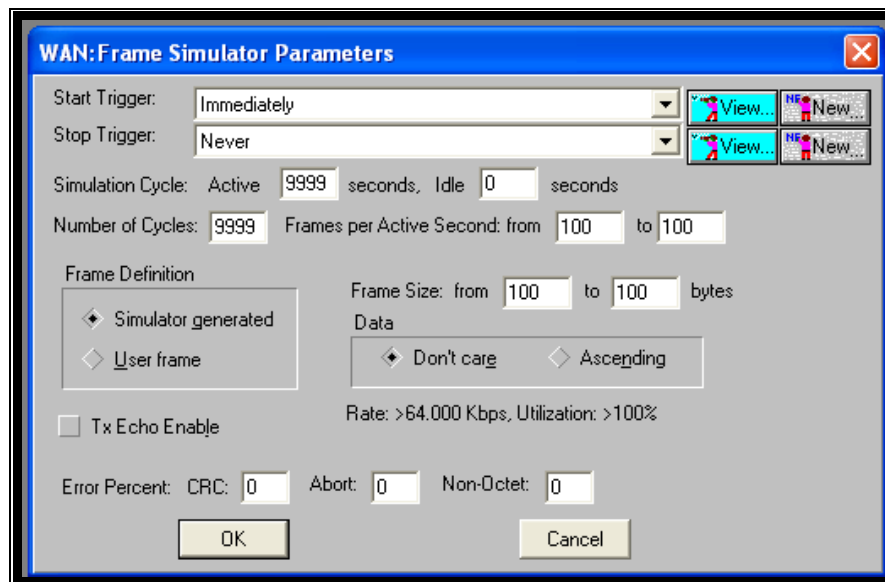 WAN:Frame Simulator Parameters
Start Trigger: Immediately View... NE New...
Stop Trigger: Never View... NE New...
Simulation Cycle: Active 9999 seconds, Idle 0 seconds
Number of Cycles: 9999 Frames per Active Second: from 100 to 100
Frame Definition
Simulator generated
User frame
Frame Size: from 100 to 100 bytes
Data
Don't care Ascending
Tx Echo Enable
Rate: >64.000 Kbps, Utilization: >100%
Error Percent: CRC: 0 Abort: 0 Non-Octet: 0
OK Cancel